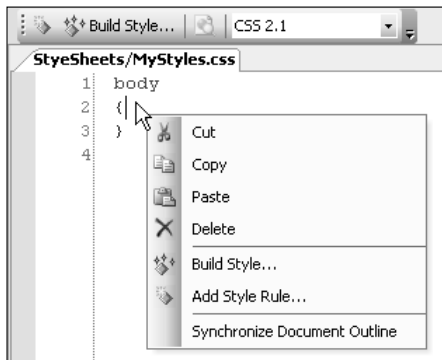 Build Style... CSS 2.1
StyeSheets/MyStyles.css
1 body
2 {
3 }
4
Cut
Copy
Paste
Delete
Build Style...
Add Style Rule...
Synchronize Document Outline